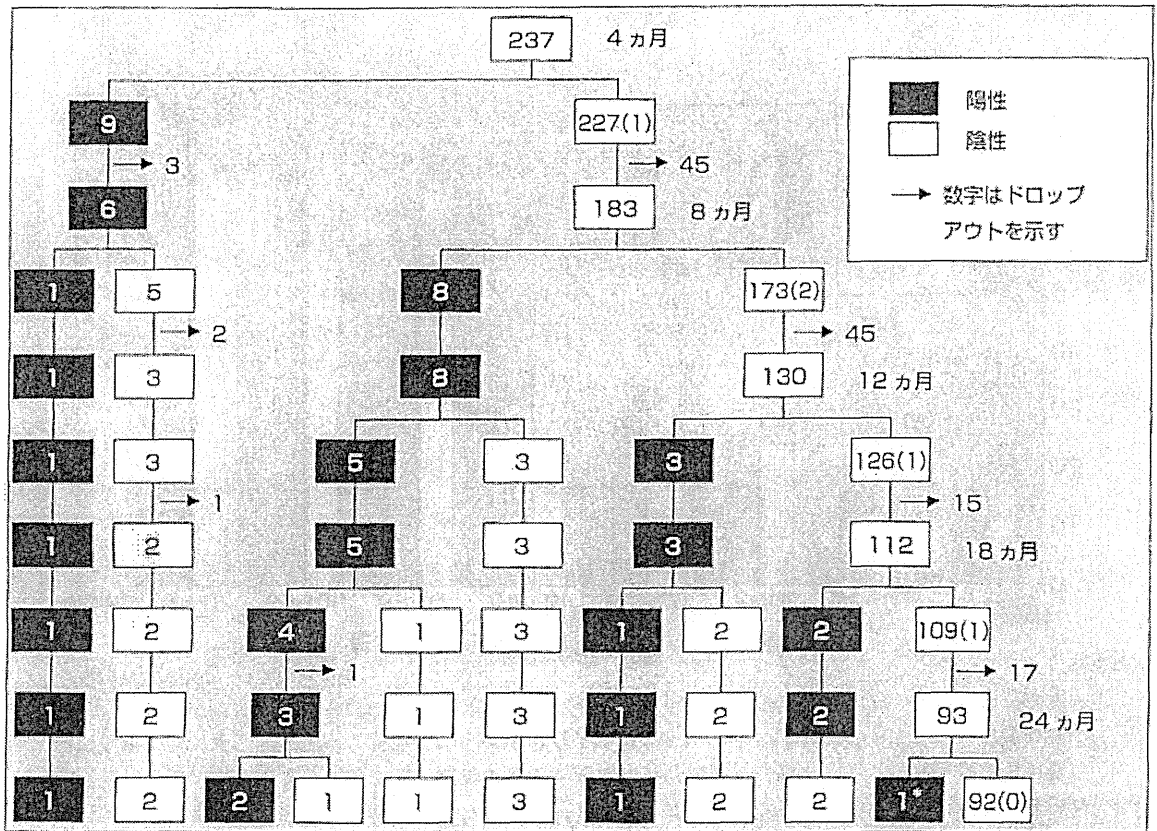 237 4ヵ月
陽性
陰性
→ 数字はドロップ
アウトを示す
9 227(1)
→ 3 → 45
6 183 8ヵ月
1 5 8 173(2)
→ 2 → 45
1 3 8 130 12ヵ月
1 3 5 3 3 126(1)
→ 1 → 15
1 2 5 3 3 112 18ヵ月
1 2 4 1 3 1 2 2 109(1)
→ 1 → 17
1 2 3 1 3 1 2 2 93 24ヵ月
1 2 2 1 1 3 1 2 2 1* 92(0)